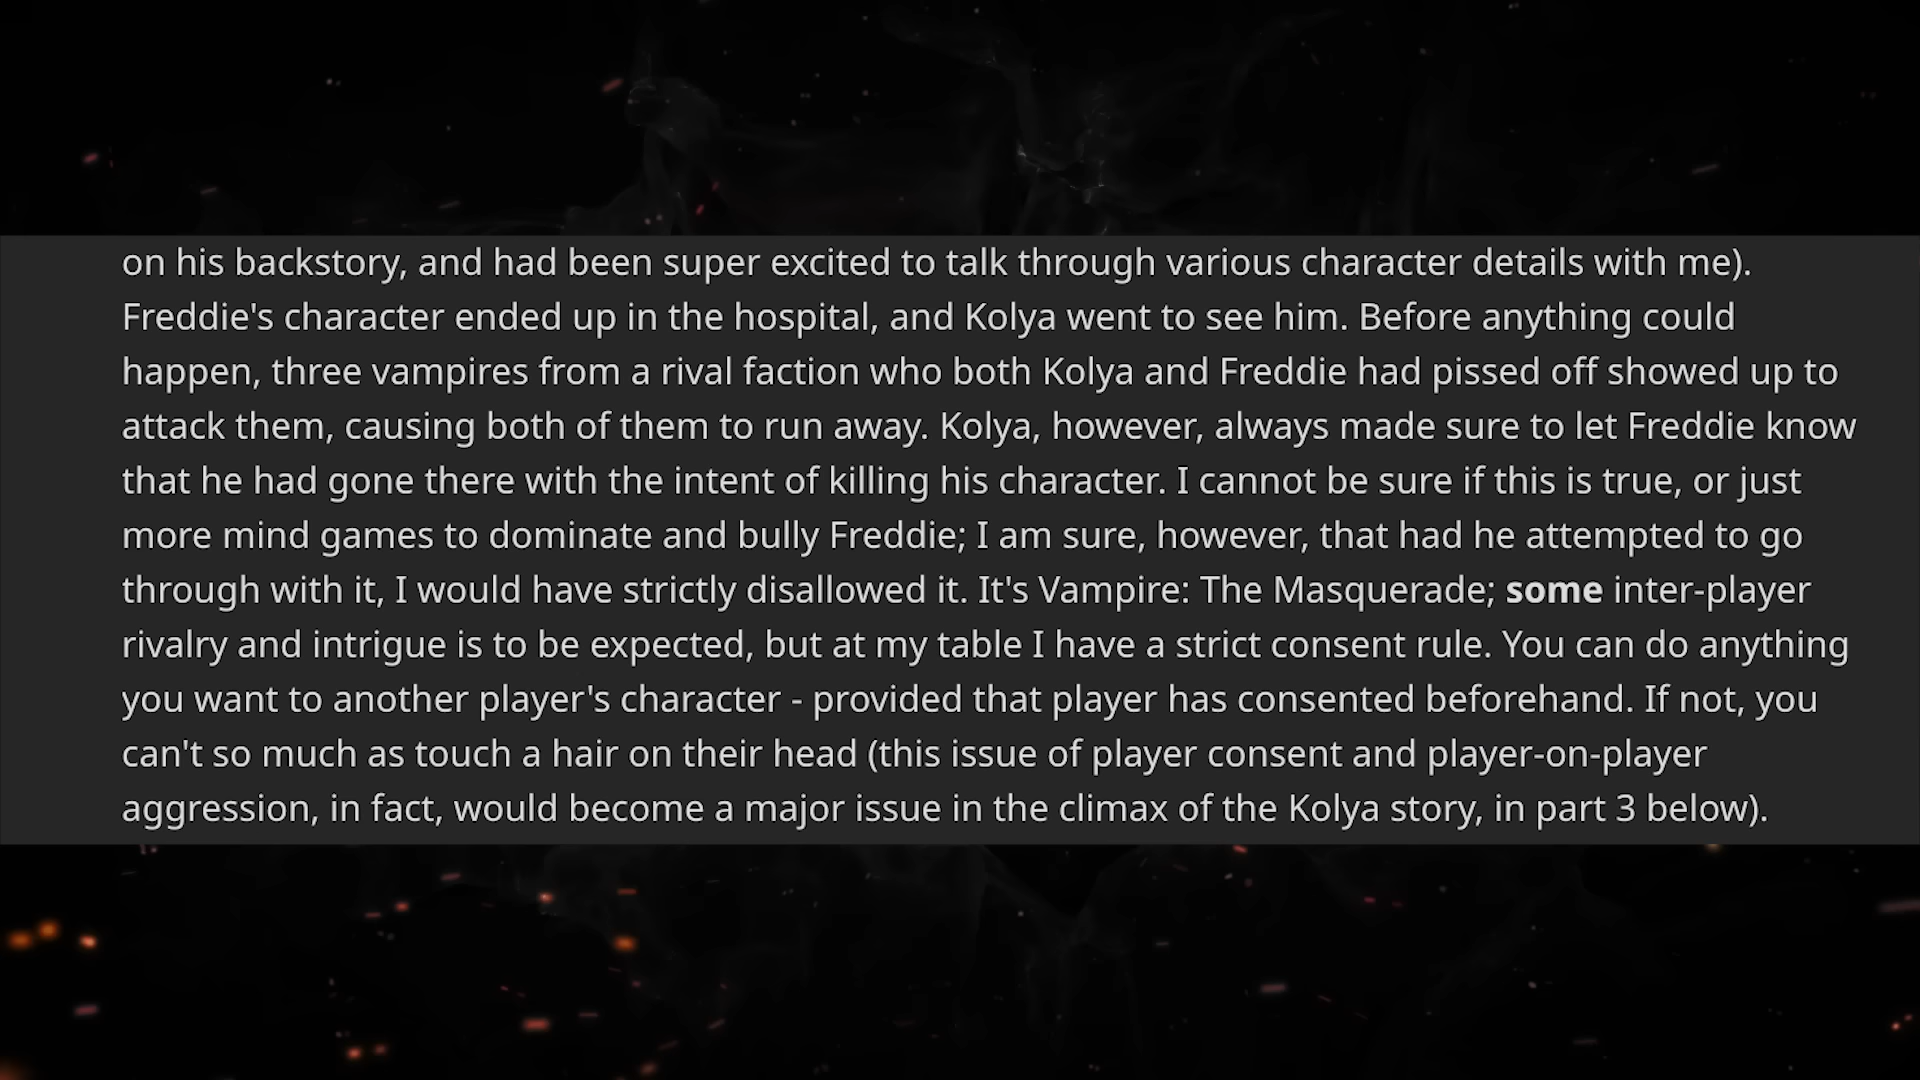 on his backstory, and had been super excited to talk through various character details with me).
Freddie's character ended up in the hospital, and Kolya went to see him. Before anything could
happen, three vampires from a rival faction who both Kolya and Freddie had pissed off showed up to
attack them, causing both of them to run away. Kolya, however, always made sure to let Freddie know
that he had gone there with the intent of killing his character. I cannot be sure if this is true, or just
more mind games to dominate and bully Freddie; I am sure, however, that had he attempted to go
through with it, I would have strictly disallowed it. It's Vampire: The Masquerade; some inter-player
rivalry and intrigue is to be expected, but at my table I have a strict consent rule. You can do anything
you want to another player's character - provided that player has consented beforehand. If not, you
can't so much as touch a hair on their head (this issue of player consent and player-on-player
aggression, in fact, would become a major issue in the climax of the Kolya story, in part 3 below).